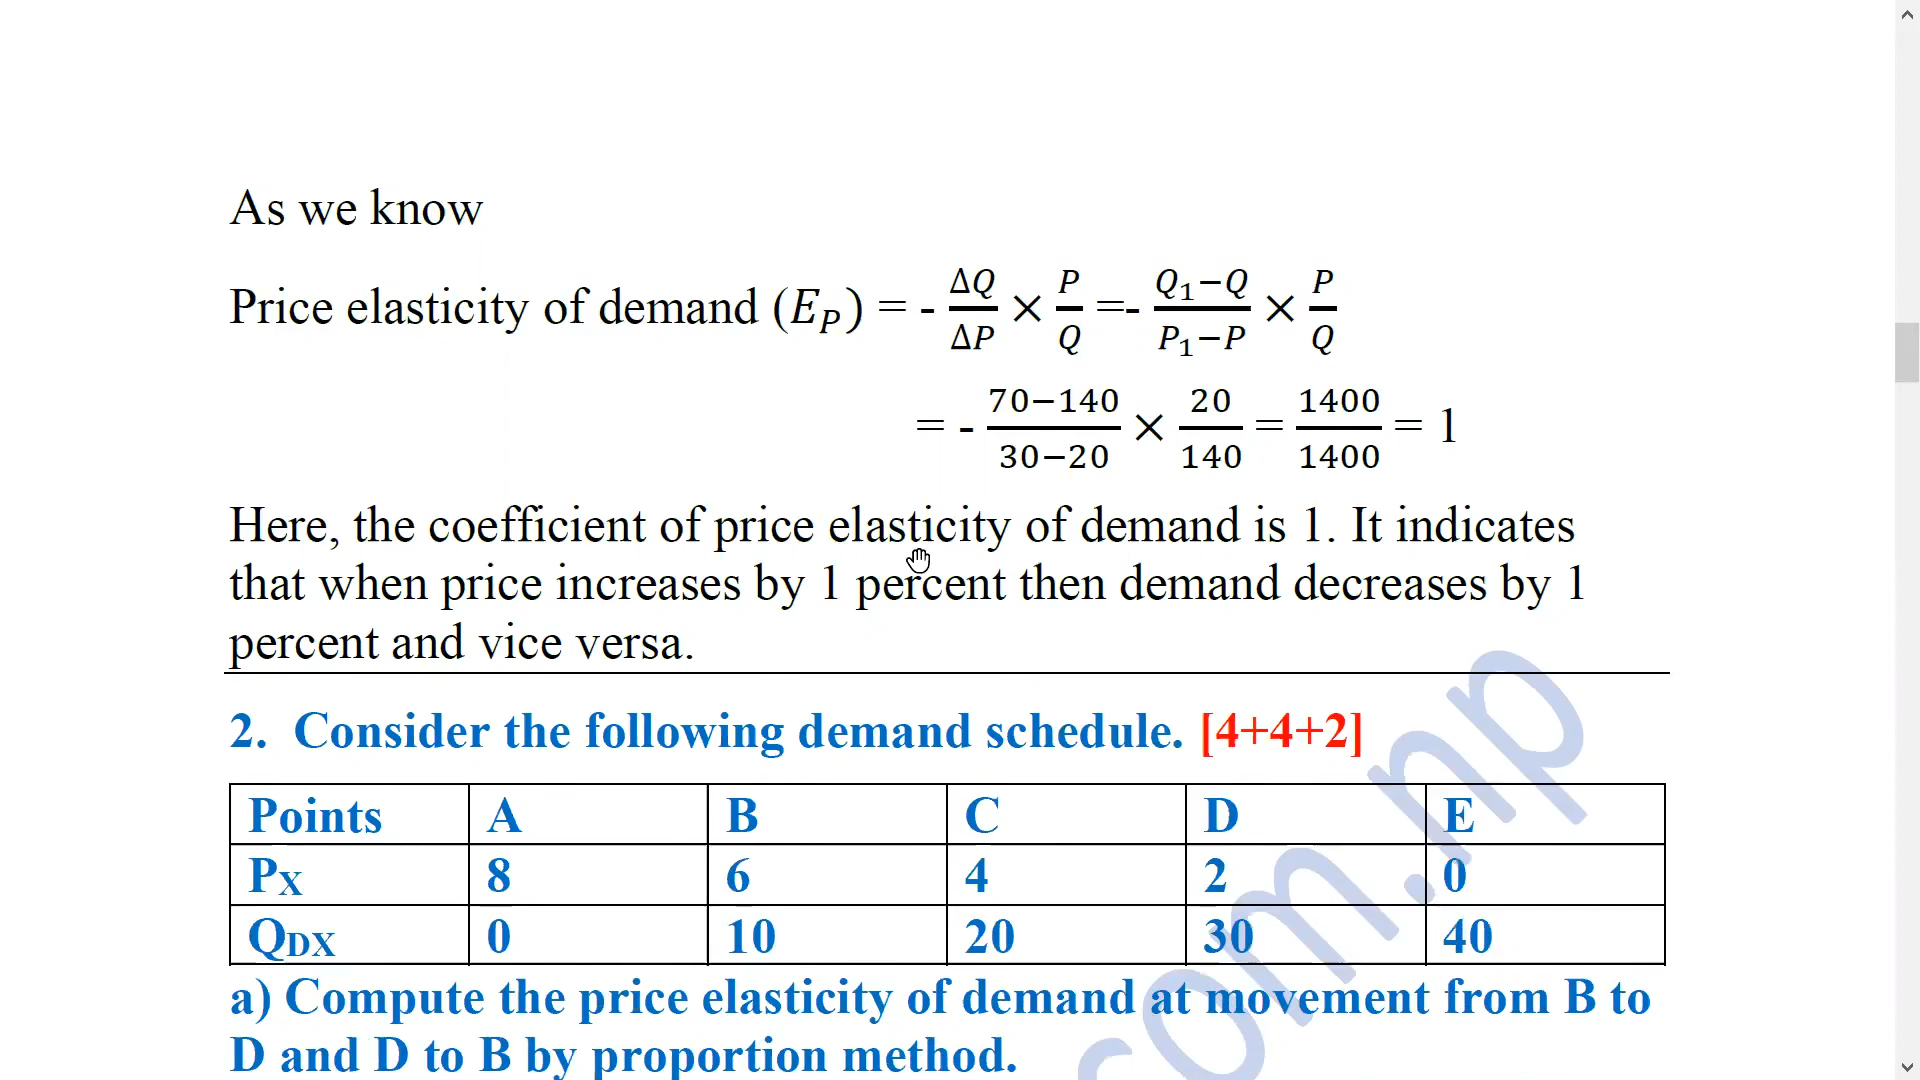 As we know
Price elasticity of demand (E_P) = - ΔQ/ΔP × P/Q =- Q₁−Q/P₁−P × P/Q
= - 70−140/30−20 × 20/140 = 1400/1400 = 1
Here, the coefficient of price elasticity of demand is 1. It indicates
that when price increases by 1 percent then demand decreases by 1
percent and vice versa.
2. Consider the following demand schedule. [4+4+2]
Points A B C D E
PX 8 6 4 2 0
QDX 0 10 20 30 40
a) Compute the price elasticity of demand at movement from B to
D and D to B by proportion method.
com.np